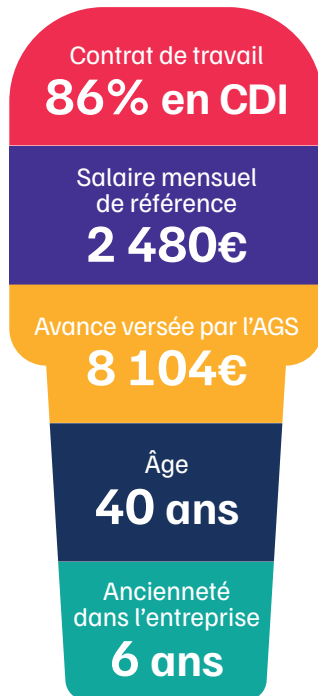 Contrat de travail
86% en CDI
Salaire mensuel
de référence
2 480€
Avance versée par l'AGS
8 104€
Âge
40 ans
Ancienneté
dans l'entreprise
6 ans